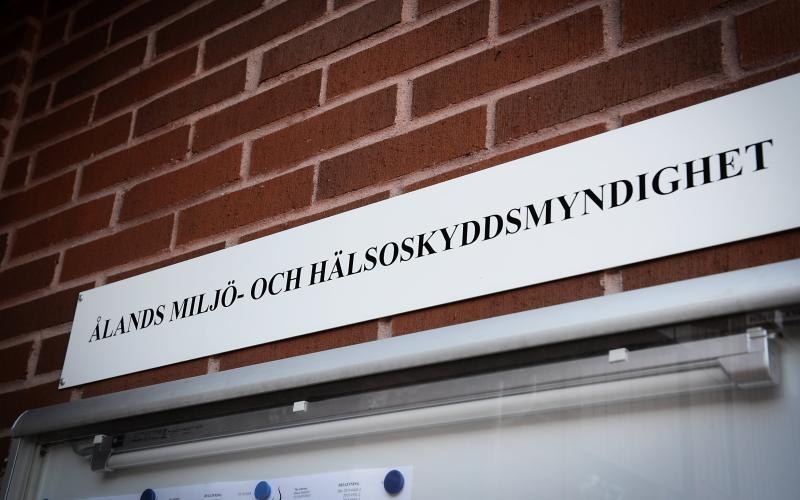 ÅLANDS MILJÖ- OCH HÄLSOSKYDDSMYNDIGHET